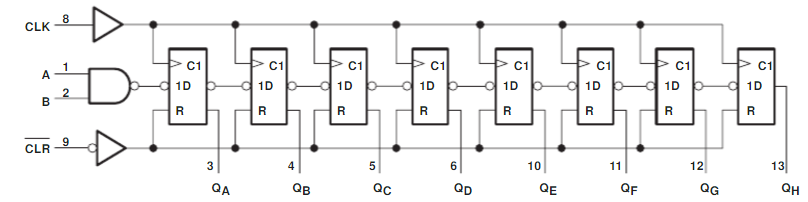 CLK 8
C1 C1 C1 C1 C1 C1 C1 C1
A 1
1D 1D 1D 1D 1D 1D 1D 1D
B 2
R R R R R R R R
CLR 9
3 4 5 6 10 11 12 13
QA QB QC QD QE QF QG QH